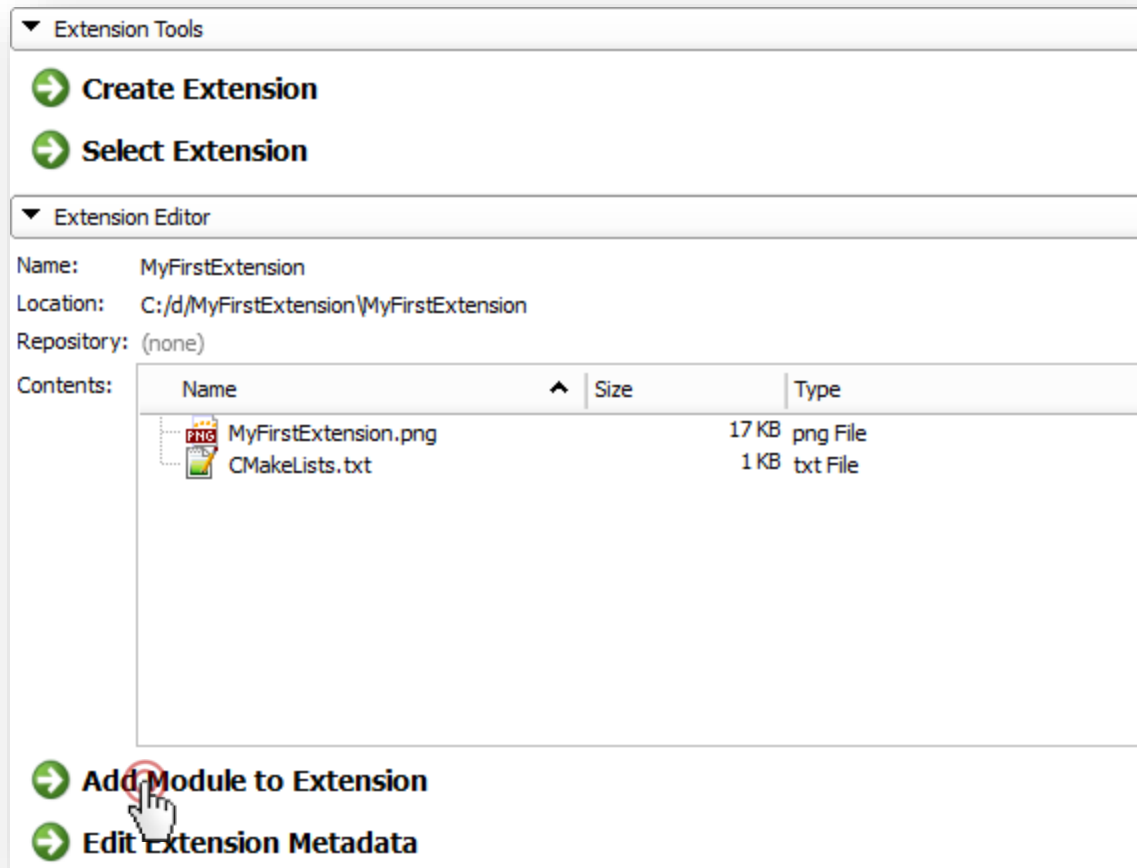 Extension Tools
Create Extension
Select Extension
Extension Editor
Name: MyFirstExtension
Location: C:/d/MyFirstExtension\MyFirstExtension
Repository: (none)
Contents: Name Size Type
PNG MyFirstExtension.png 17 KB png File
CMakeLists.txt 1 KB txt File
Add Module to Extension
Edit Extension Metadata